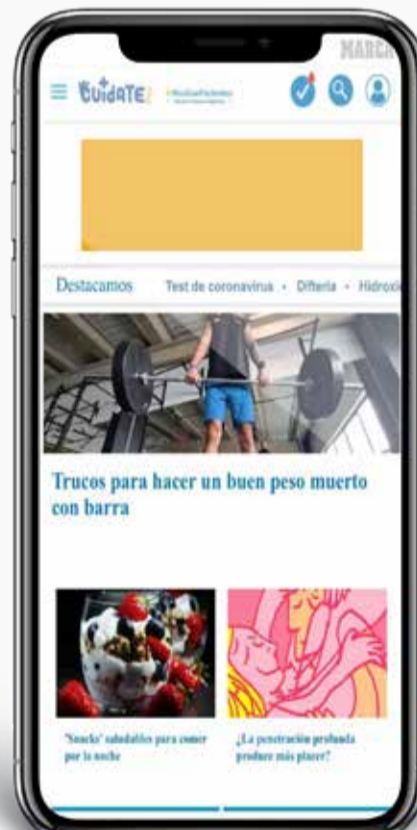 MARCA
CUÍDATE
Destacamos Test de coronavirus • Difteria •
Trucos para hacer un buen peso muerto
con barra
'Snacks' saludables para comer
por la noche
¿La penetración profunda
produce más placer?